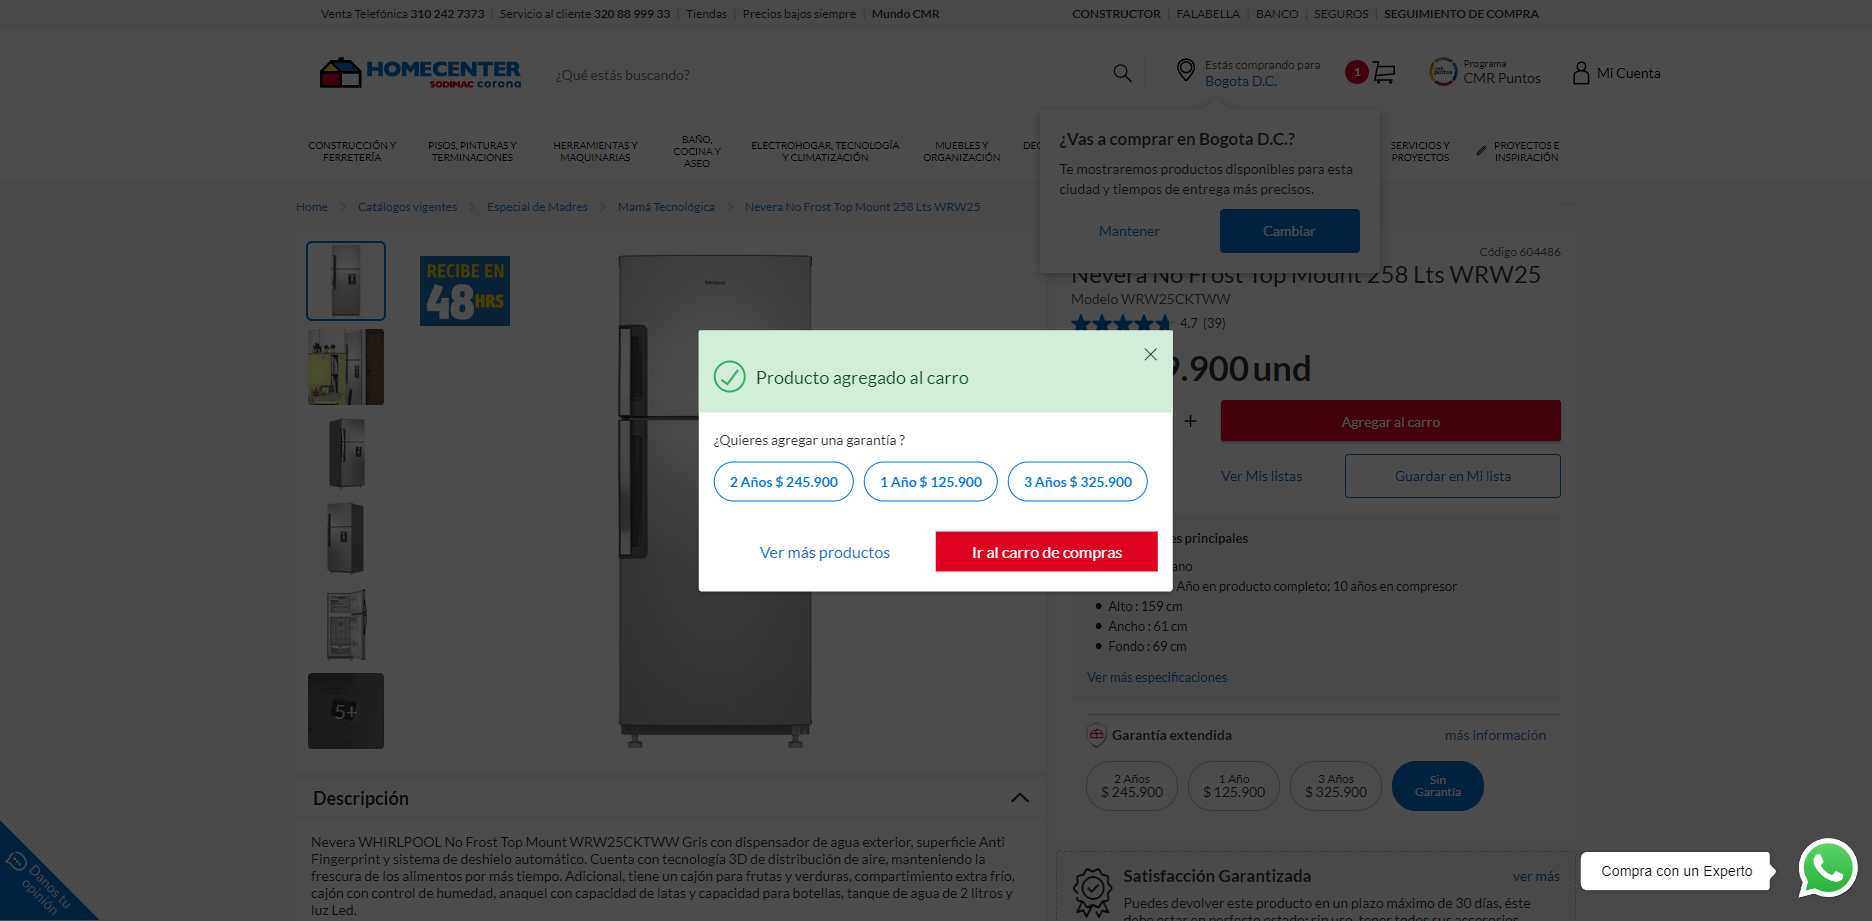 Venta Telefónica 310 242 7373 | Servicio al cliente 320 88 999 33 | Tiendas | Precios bajos siempre | Mundo CMR
CONSTRUCTOR | FALABELLA | BANCO | SEGUROS | SEGUIMIENTO DE COMPRA
HOMECENTER
SODIMAC corona
¿Qué estás buscando?
Estás comprando para
Bogota D.C.
1
Programa
CMR Puntos
Mi Cuenta
CONSTRUCCIÓN Y
FERRETERÍA
PISOS, PINTURAS Y
TERMINACIONES
HERRAMIENTAS Y
MAQUINARIAS
BAÑO,
COCINA Y
ASEO
ELECTROHOGAR, TECNOLOGÍA
Y CLIMATIZACIÓN
MUEBLES Y
ORGANIZACIÓN
SERVICIOS Y
PROYECTOS
PROYECTOS E
INSPIRACIÓN
¿Vas a comprar en Bogota D.C.?
Te mostraremos productos disponibles para esta
ciudad y tiempos de entrega más precisos.
Mantener
Cambiar
Home > Catálogos vigentes > Especial de Madres > Mamá Tecnológica > Nevera No Frost Top Mount 258 Lts WRW25
RECIBE EN
48HRS
Whirlpool
5+
Código 604486
Nevera No Frost Top Mount 258 Lts WRW25
Modelo WRW25CKTWW
4.7 (39)
.900 und
+
Agregar al carro
Ver Mis listas
Guardar en Mi lista
Producto agregado al carro
¿Quieres agregar una garantía ?
2 Años $ 245.900
1 Año $ 125.900
3 Años $ 325.900
Ver más productos
Ir al carro de compras
principales
Año en producto completo; 10 años en compresor
• Alto : 159 cm
• Ancho : 61 cm
• Fondo : 69 cm
Ver más especificaciones
Garantía extendida
más información
2 Años
$ 245.900
1 Año
$ 125.900
3 Años
$ 325.900
Sin
Garantía
Descripción
Nevera WHIRLPOOL No Frost Top Mount WRW25CKTWW Gris con dispensador de agua exterior, superficie Anti
Fingerprint y sistema de deshielo automático. Cuenta con tecnología 3D de distribución de aire, manteniendo la
frescura de los alimentos por más tiempo. Adicional, tiene un cajón para frutas y verduras, compartimiento extra frío,
cajón con control de humedad, anaquel con capacidad de latas y capacidad para botellas, tanque de agua de 2 litros y
luz Led.
Satisfacción Garantizada
ver más
Puedes devolver este producto en un plazo máximo de 30 días, éste
debe estar en perfecto estado: sin uso, tener todos sus accesorios
Danos tu
opinión
Compra con un Experto